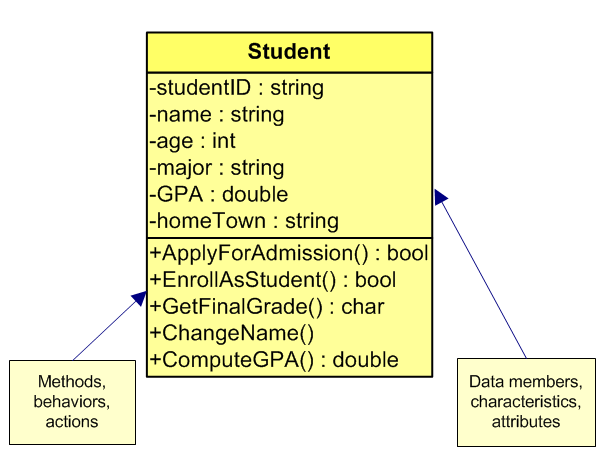 Student
-studentID : string
-name : string
-age : int
-major : string
-GPA : double
-homeTown : string
+ApplyForAdmission() : bool
+EnrollAsStudent() : bool
+GetFinalGrade() : char
+ChangeName()
+ComputeGPA() : double
Methods,
behaviors,
actions
Data members,
characteristics,
attributes